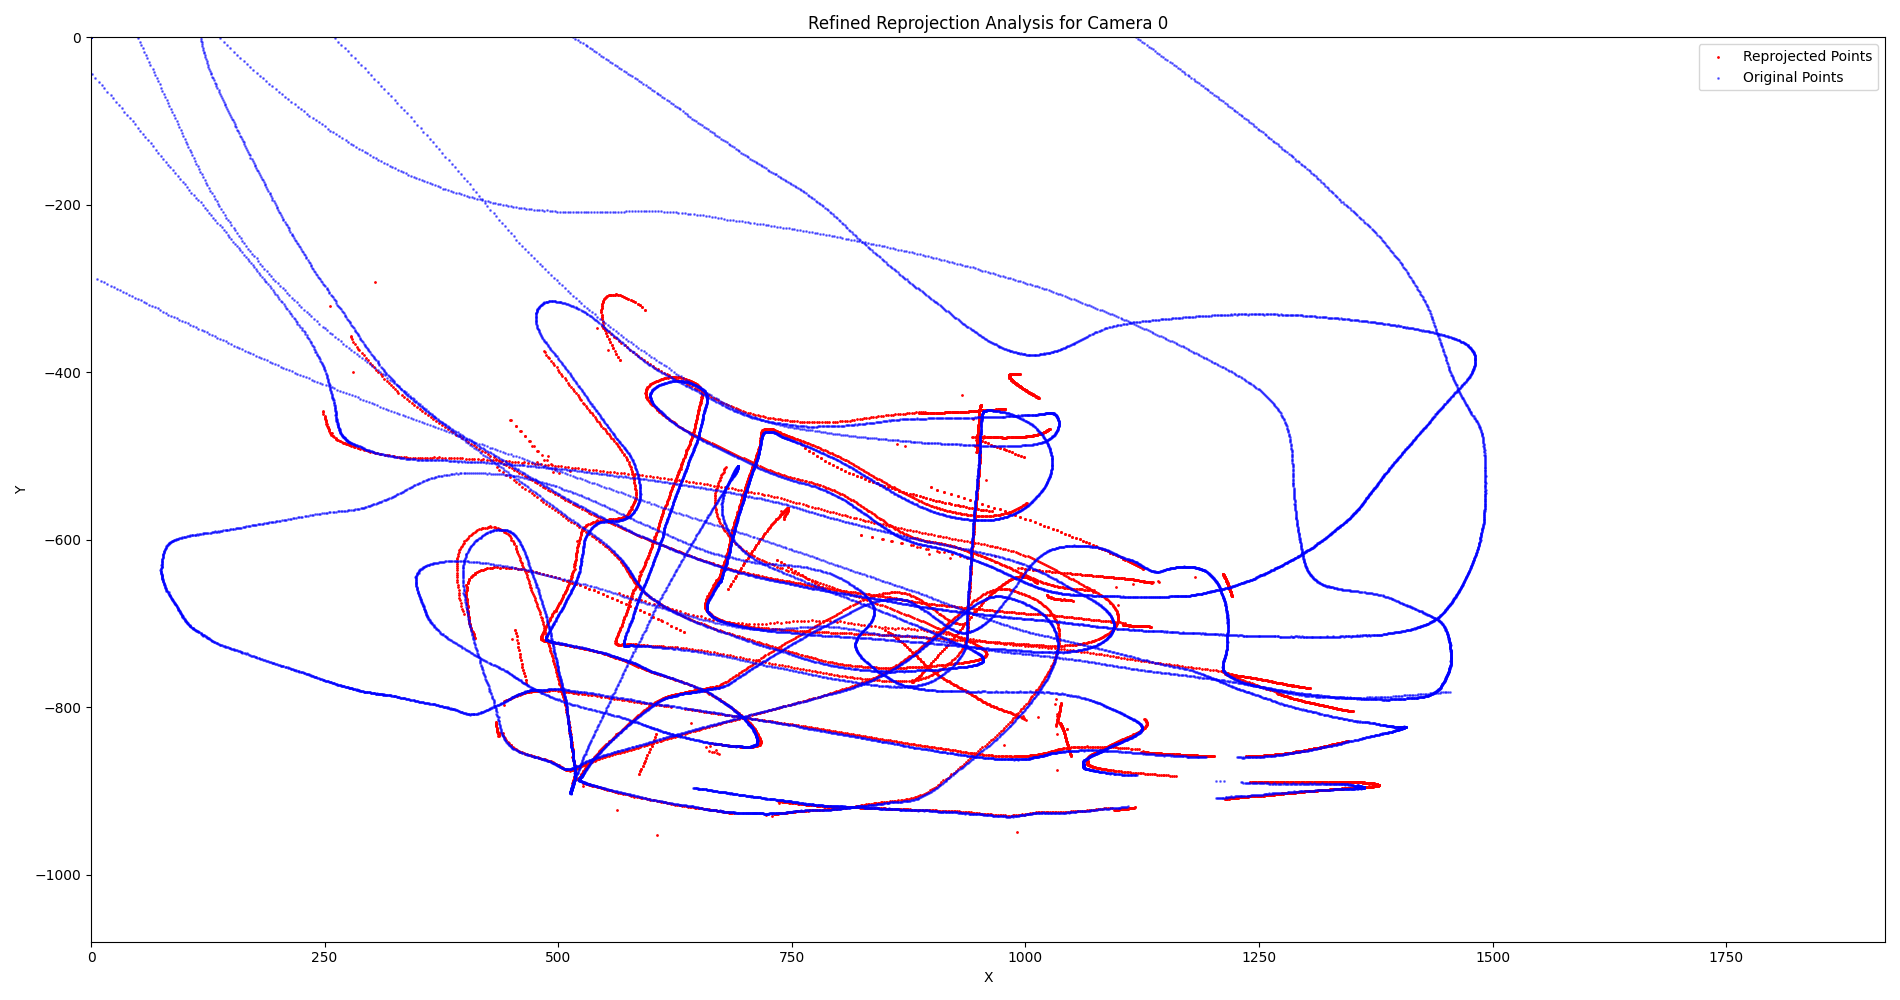 Refined Reprojection Analysis for Camera 0
Reprojected Points
Original Points
0
−200
−400
−600
−800
−1000
Y
0 250 500 750 1000 1250 1500 1750
X